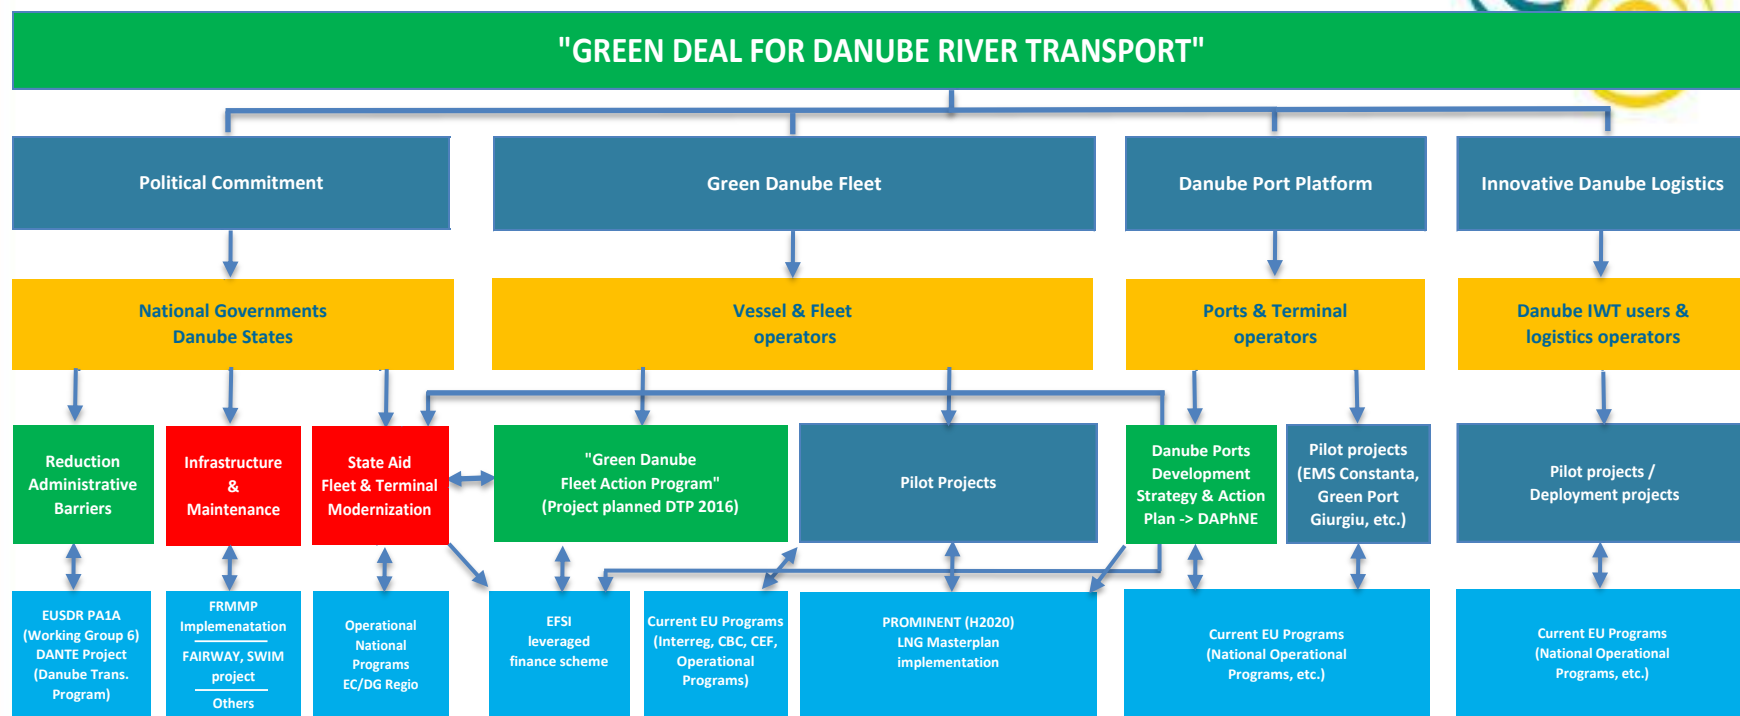 "GREEN DEAL FOR DANUBE RIVER TRANSPORT"
Political Commitment
Green Danube Fleet
Danube Port Platform
Innovative Danube Logistics
National Governments
Danube States
Vessel & Fleet
operators
Ports & Terminal
operators
Danube IWT users &
logistics operators
Reduction
Administrative
Barriers
Infrastructure
&
Maintenance
State Aid
Fleet & Terminal
Modernization
"Green Danube
Fleet Action Program"
(Project planned DTP 2016)
Pilot Projects
Danube Ports
Development
Strategy & Action
Plan -> DAPhNE
Pilot projects
(EMS Constanta,
Green Port
Giurgiu, etc.)
Pilot projects /
Deployment projects
EUSDR PA1A
(Working Group 6)
DANTE Project
(Danube Trans.
Program)
FRMMP
Implemenatation
FAIRWAY, SWIM
project
Others
Operational
National
Programs
EC/DG Regio
EFSI
leveraged
finance scheme
Current EU Programs
(Interreg, CBC, CEF,
Operational
Programs)
PROMINENT (H2020)
LNG Masterplan
implementation
Current EU Programs
(National Operational
Programs, etc.)
Current EU Programs
(National Operational
Programs, etc.)